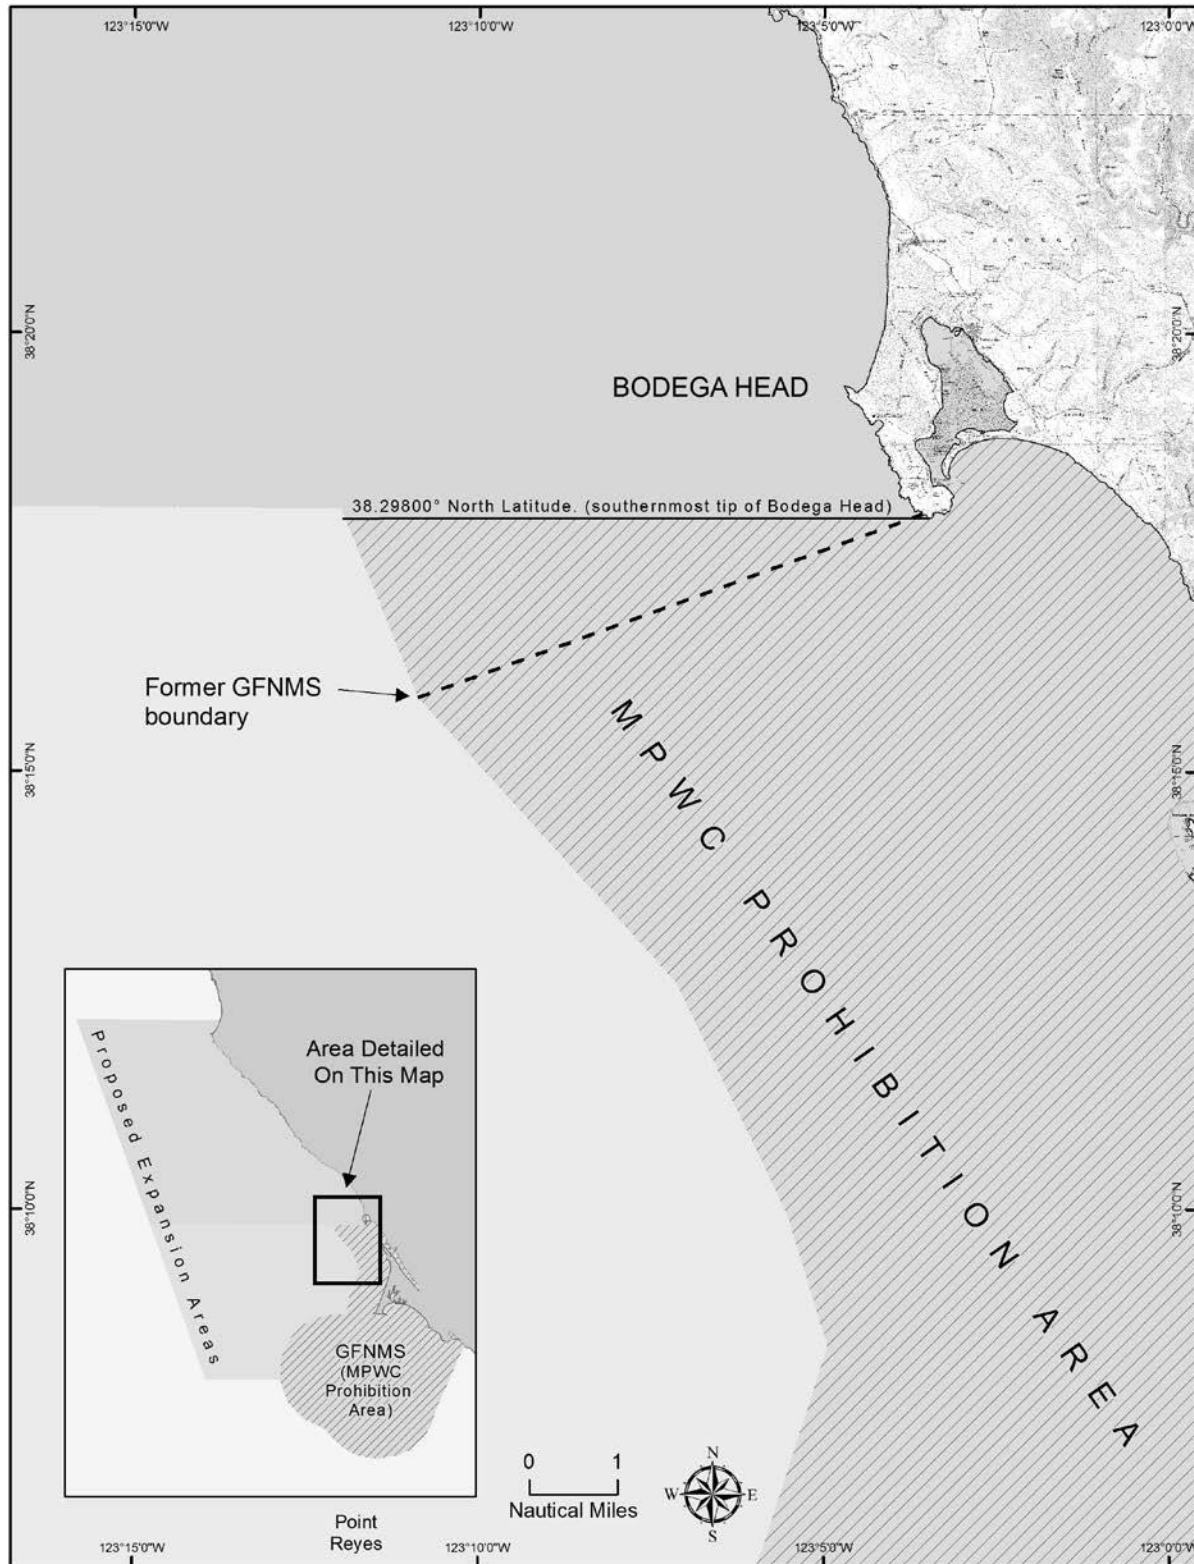 123°15'0"W
123°10'0"W
123°5'0"W
123°0'0"W
38°20'0"N
38°20'0"N
BODEGA HEAD
38.29800° North Latitude. (southernmost tip of Bodega Head)
Former GFNMS
boundary
MPWC PROHIBITION AREA
38°15'0"N
38°15'0"N
Proposed Expansion Areas
Area Detailed
On This Map
38°10'0"N
38°10'0"N
GFNMS
(MPWC
Prohibition
Area)
0 1
Nautical Miles
N
W E
S
Point
Reyes
123°15'0"W
123°10'0"W
123°5'0"W
123°0'0"W